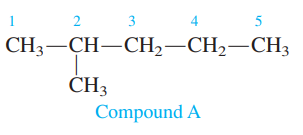 1 2 3 4 5
CH₃—CH—CH₂—CH₂—CH₃
CH₃
Compound A